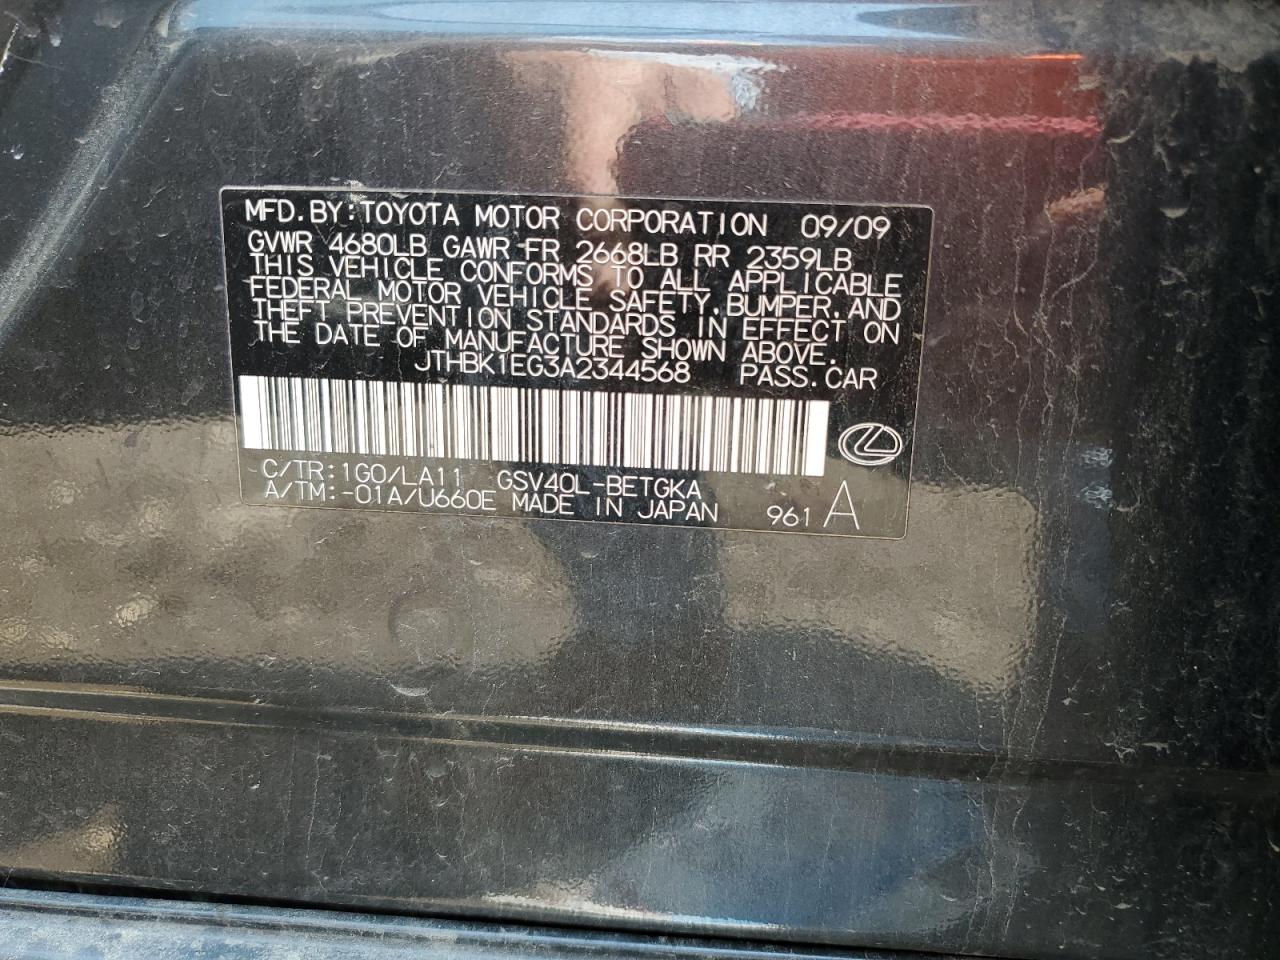 MFD.BY:TOYOTA MOTOR CORPORATION 09/09
GVWR 4680LB GAWR FR 2668LB RR 2359LB
THIS VEHICLE CONFORMS TO ALL APPLICABLE
FEDERAL MOTOR VEHICLE SAFETY,BUMPER,AND
THEFT PREVENTION STANDARDS IN EFFECT ON
THE DATE OF MANUFACTURE SHOWN ABOVE.
JTHBK1EG3A2344568 PASS.CAR
C/TR:1G0/LA11 GSV40L-BETGKA
A/TM:-01A/U660E MADE IN JAPAN 961 A